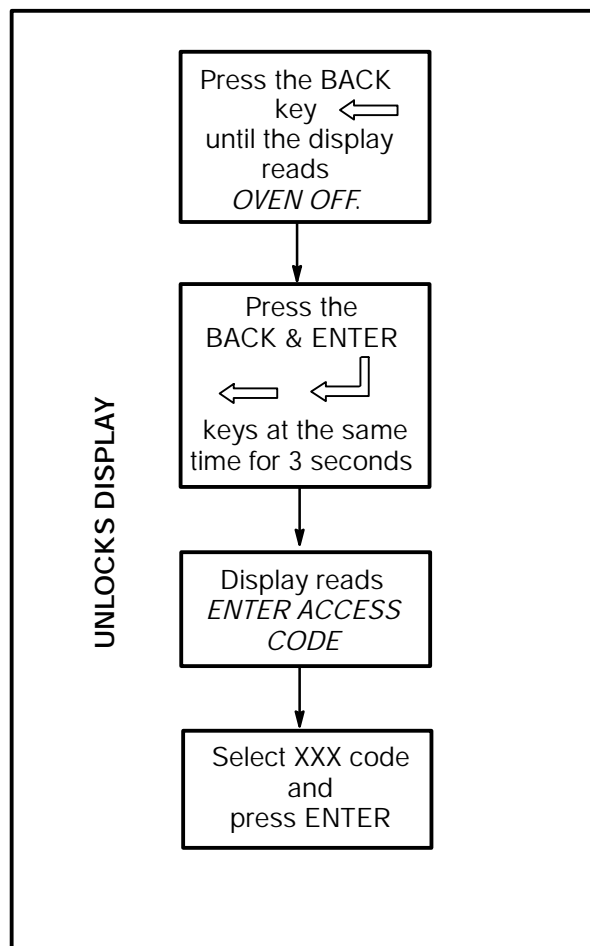 Press the BACK
key
until the display
reads
OVEN OFF.
Press the
BACK & ENTER
keys at the same
time for 3 seconds
UNLOCKS DISPLAY
Display reads
ENTER ACCESS
CODE
Select XXX code
and
press ENTER